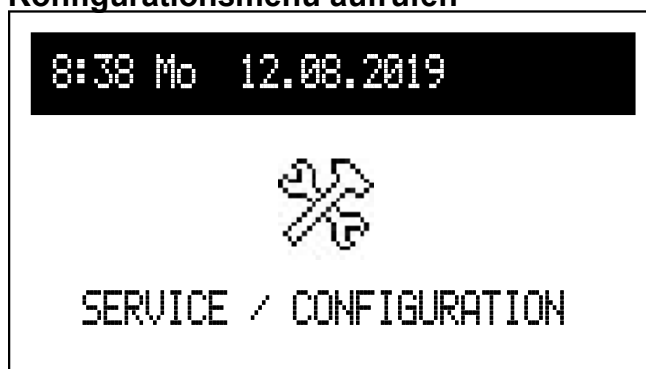 Konfigurationsmenü aufrufen
8:38 Mo 12.08.2019
SERVICE / CONFIGURATION